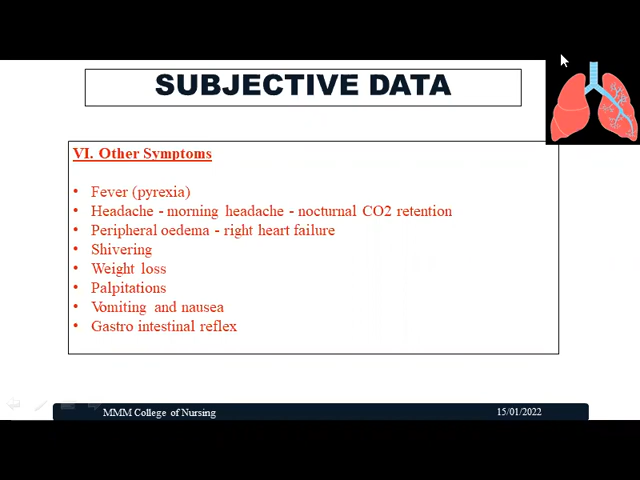 SUBJECTIVE DATA
VI. Other Symptoms
• Fever (pyrexia)
• Headache - morning headache - nocturnal CO2 retention
• Peripheral oedema - right heart failure
• Shivering
• Weight loss
• Palpitations
• Vomiting and nausea
• Gastro intestinal reflex
MMM College of Nursing
15/01/2022